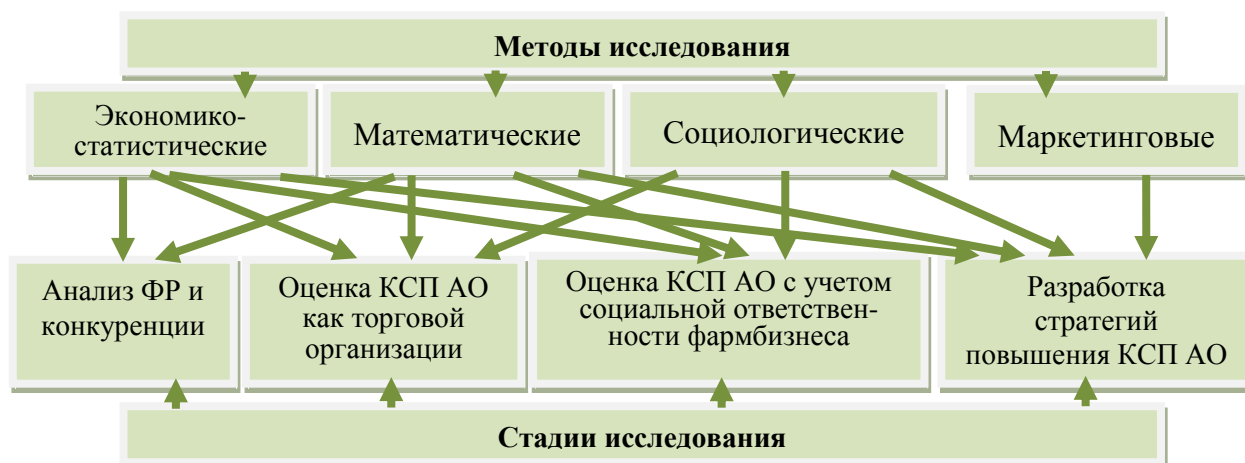 Методы исследования
Экономико-
статистические
Математические
Социологические
Маркетинговые
Анализ ФР и
конкуренции
Оценка КСП АО
как торговой
организации
Оценка КСП АО с учетом
социальной ответствен-
ности фармбизнеса
Разработка
стратегий
повышения КСП АО
Стадии исследования